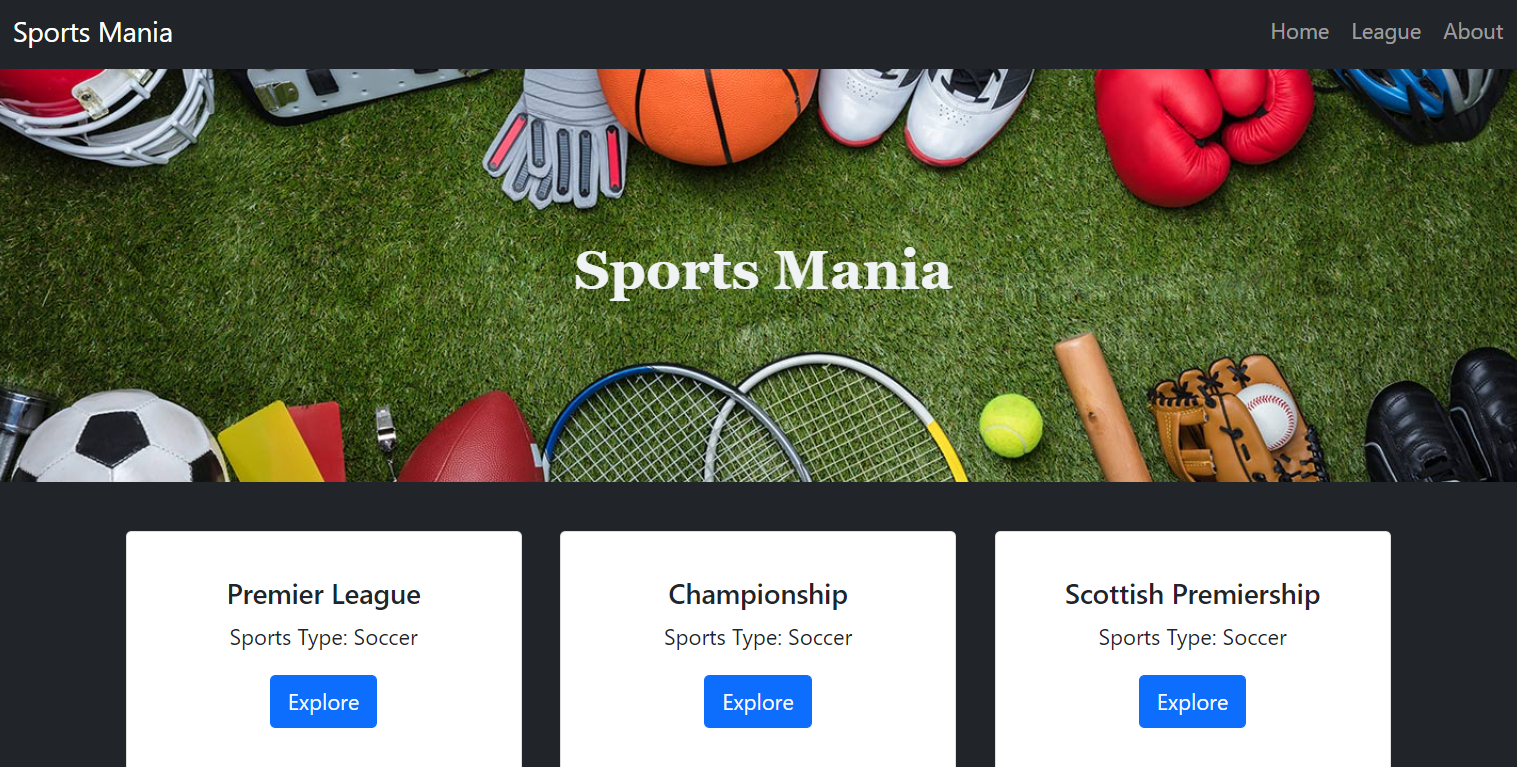 Sports Mania
Home League About
Sports Mania
Premier League
Sports Type: Soccer
Explore
Championship
Sports Type: Soccer
Explore
Scottish Premiership
Sports Type: Soccer
Explore